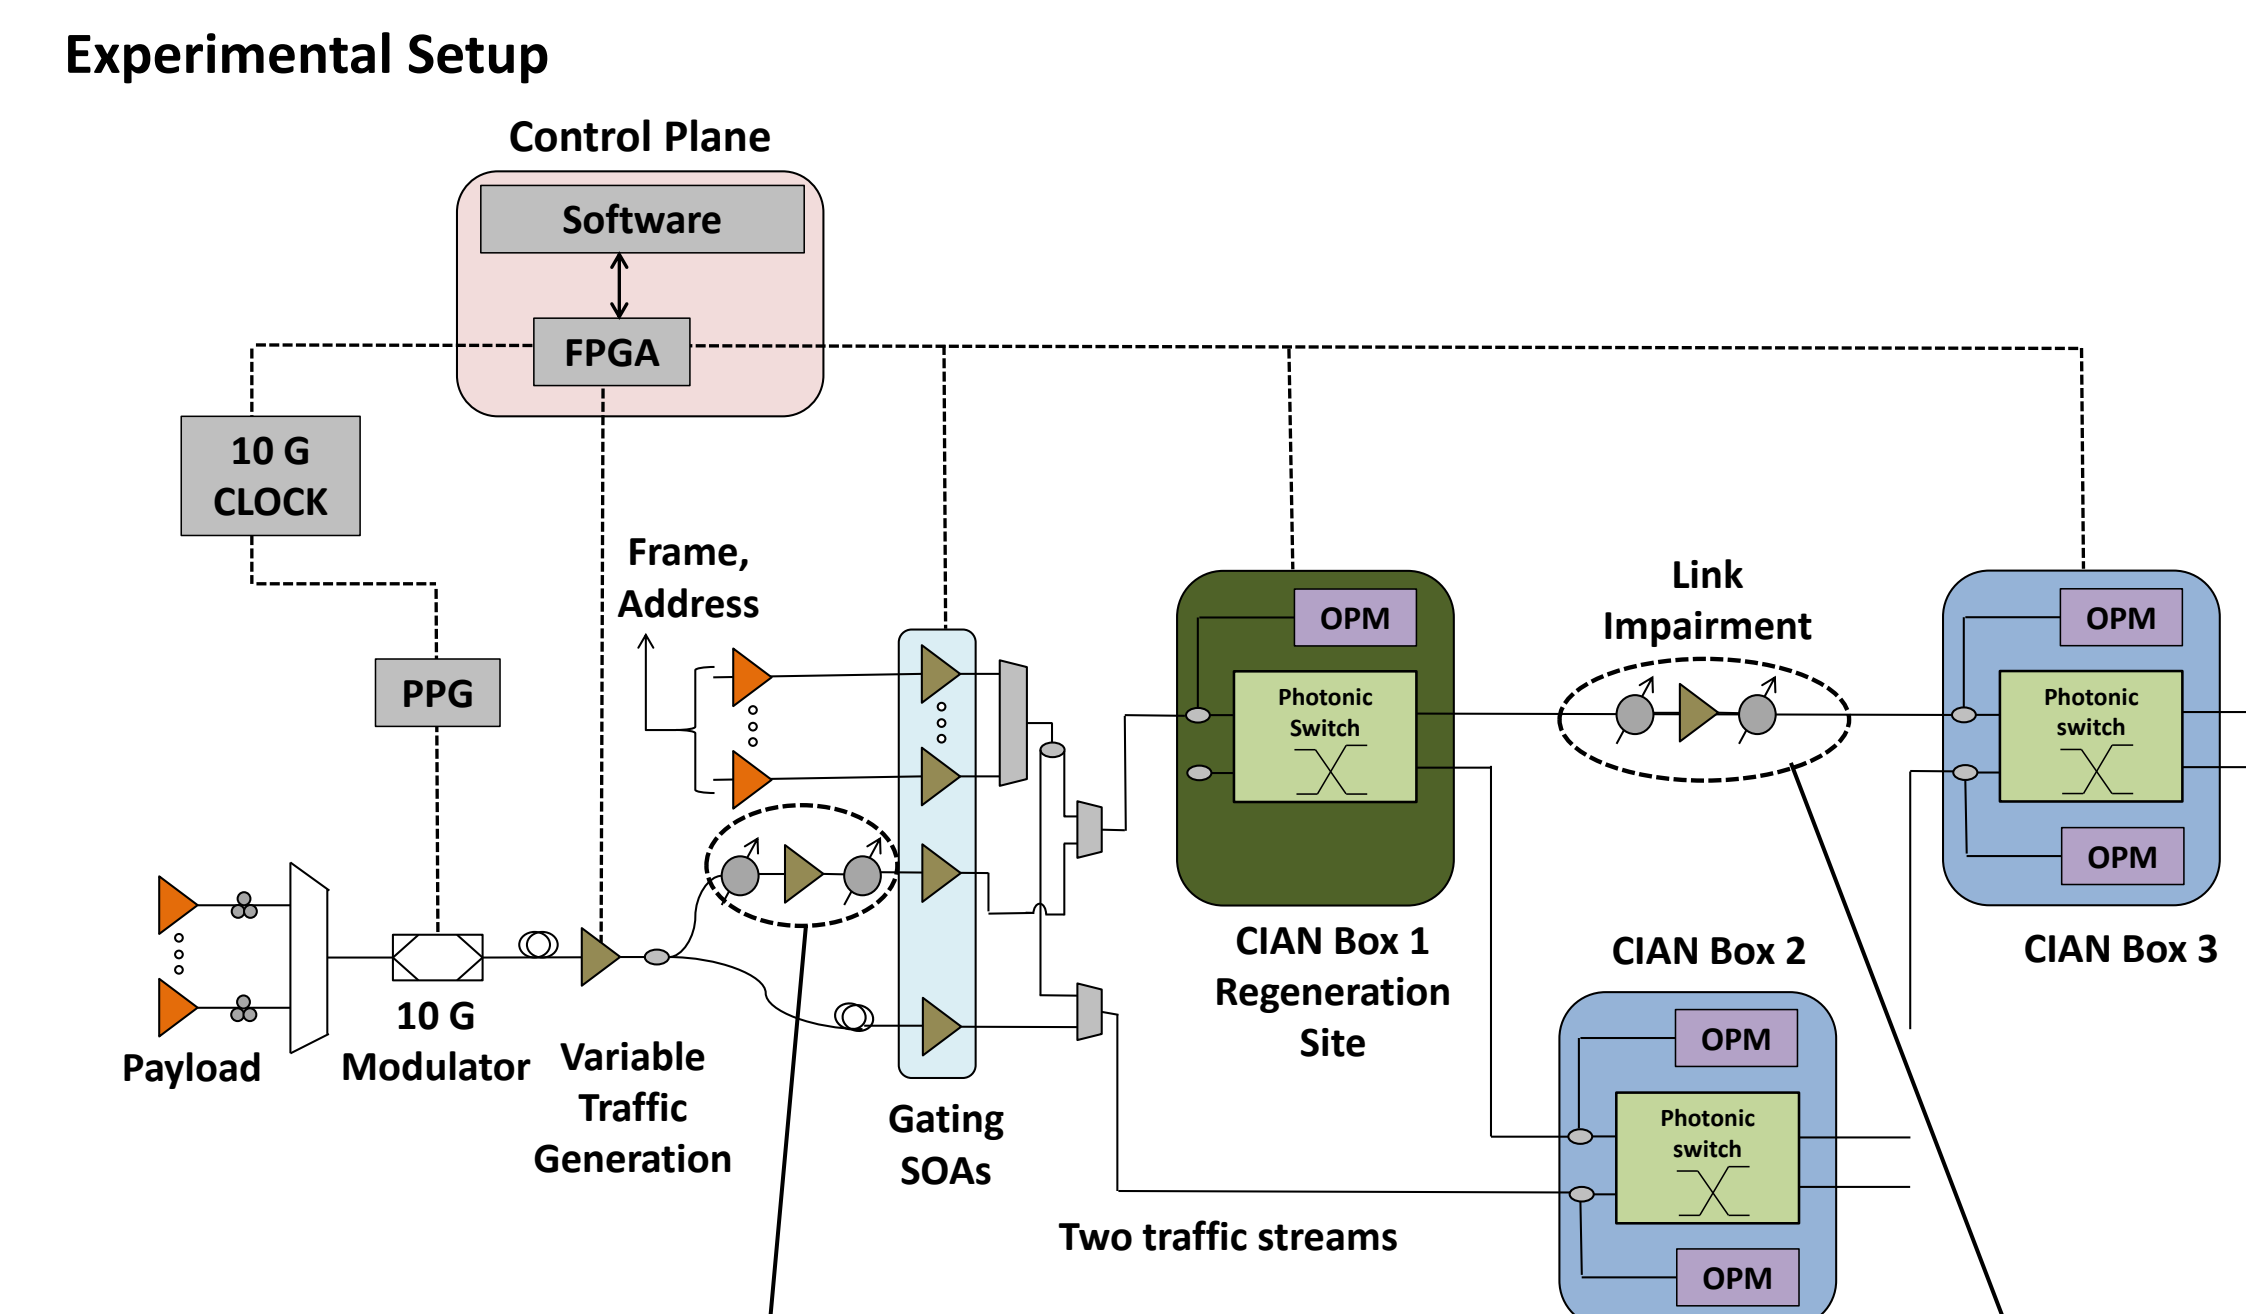 Experimental Setup
Control Plane
Software
FPGA
10 G
CLOCK
PPG
Frame,
Address
Payload
10 G
Modulator
Variable
Traffic
Generation
Gating
SOAs
OPM
Photonic
Switch
CIAN Box 1
Regeneration
Site
Link
Impairment
OPM
Photonic
switch
OPM
CIAN Box 3
CIAN Box 2
OPM
Photonic
switch
OPM
Two traffic streams